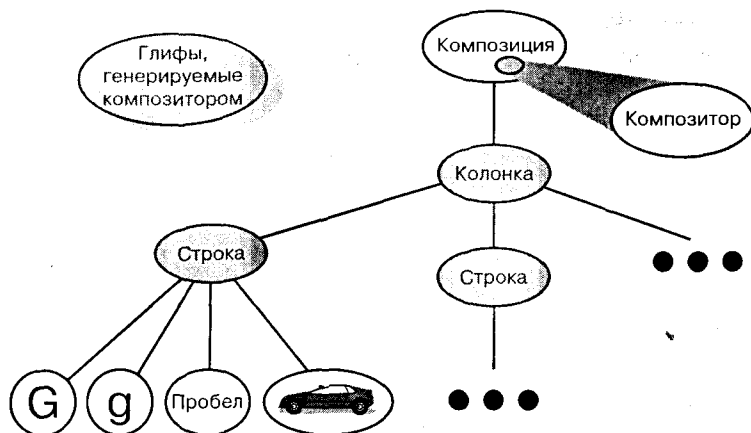 Глифы,
генерируемые
композитором
Композиция
Композитор
Колонка
Строка
Строка
G
g
Пробел